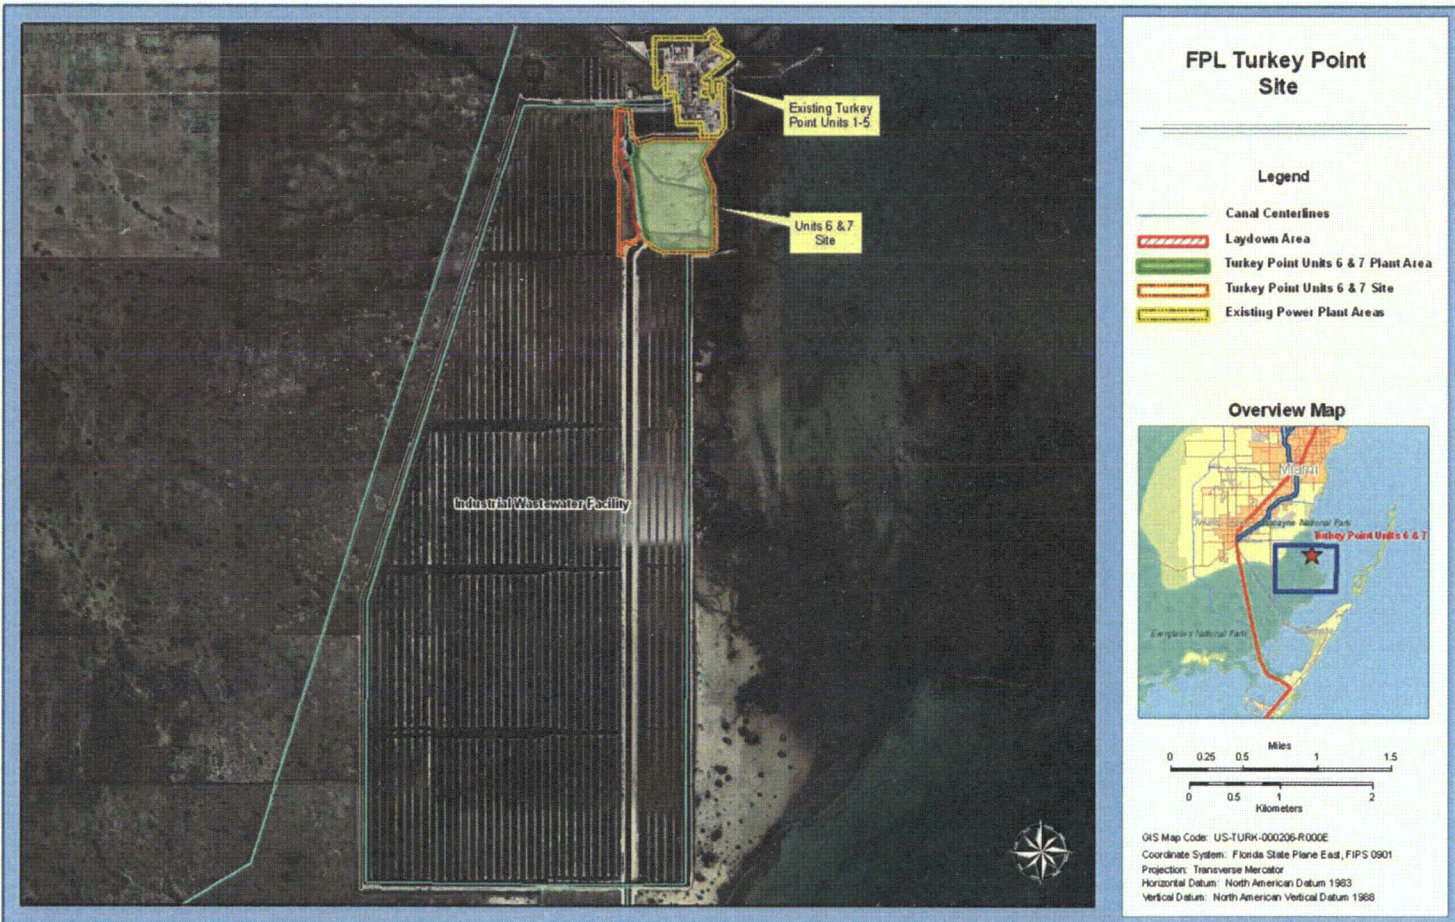 Existing Turkey
Point Units 1-5
Units 6 & 7
Site
Industrial Wastewater Facility
FPL Turkey Point
Site
Legend
Canal Centerlines
Laydown Area
Turkey Point Units 6 & 7 Plant Area
Turkey Point Units 6 & 7 Site
Existing Power Plant Areas
Overview Map
Miami
Biscayne National Park
Turkey Point Units 6 & 7
Everglades National Park
Miles
0 0.25 0.5 1 1.5
0 0.5 1 2
Kilometers
GIS Map Code: US-TURK-000206-R000E
Coordinate System: Florida State Plane East, FIPS 0901
Projection: Transverse Mercator
Horizontal Datum: North American Datum 1983
Vertical Datum: North American Vertical Datum 1988